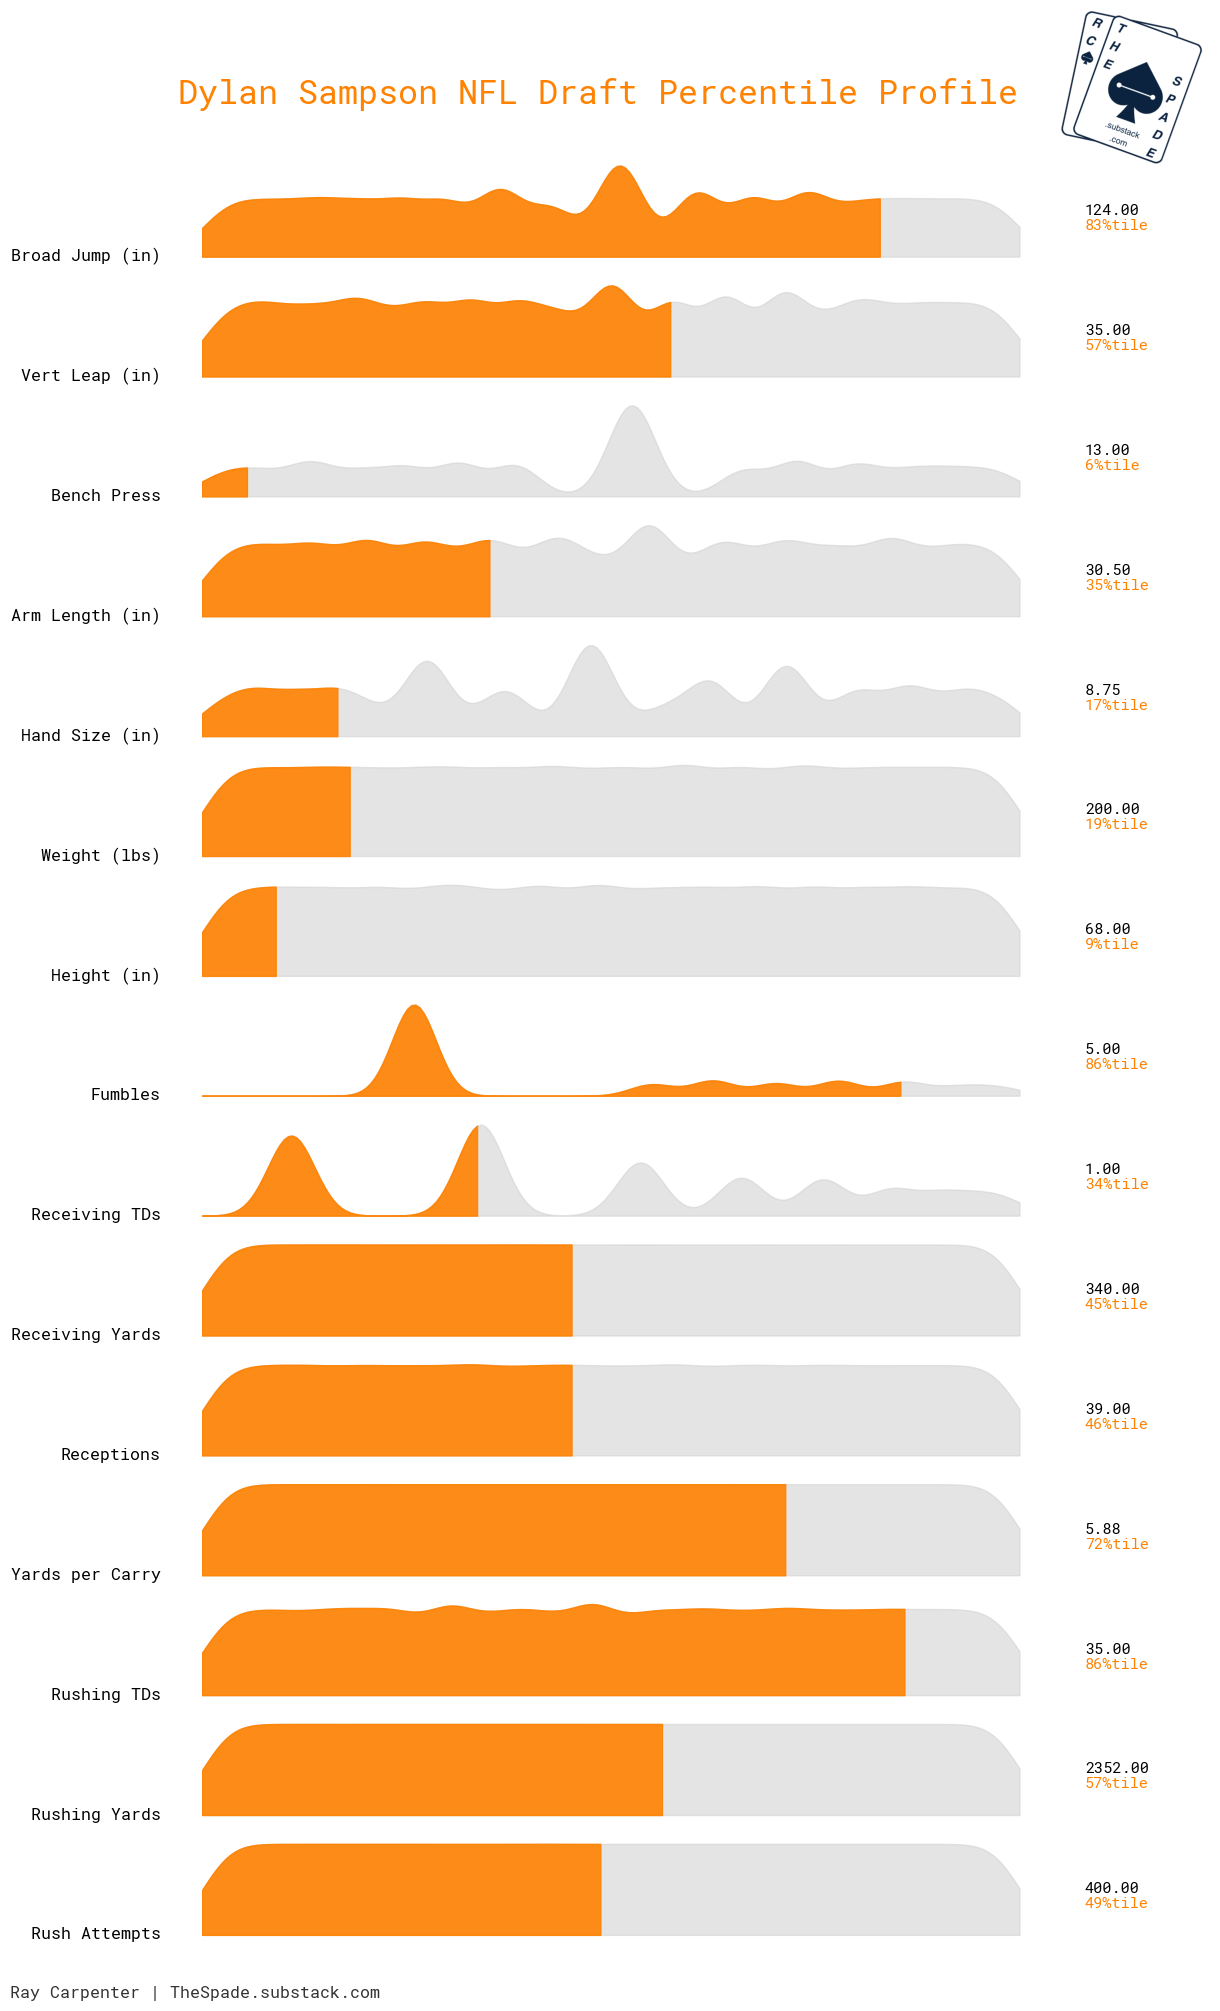 R
C
T
H
E
S
P
A
D
E
.substack
.com
Dylan Sampson NFL Draft Percentile Profile
Broad Jump (in)
124.00
83%tile
Vert Leap (in)
35.00
57%tile
Bench Press
13.00
6%tile
Arm Length (in)
30.50
35%tile
Hand Size (in)
8.75
17%tile
Weight (lbs)
200.00
19%tile
Height (in)
68.00
9%tile
Fumbles
5.00
86%tile
Receiving TDs
1.00
34%tile
Receiving Yards
340.00
45%tile
Receptions
39.00
46%tile
Yards per Carry
5.88
72%tile
Rushing TDs
35.00
86%tile
Rushing Yards
2352.00
57%tile
Rush Attempts
400.00
49%tile
Ray Carpenter | TheSpade.substack.com